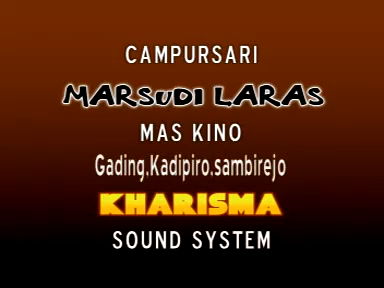 CAMPURSARI
MARSUDI LARAS
MAS KINO
Gading.Kadipiro.sambirejo
KHARISMA
SOUND SYSTEM